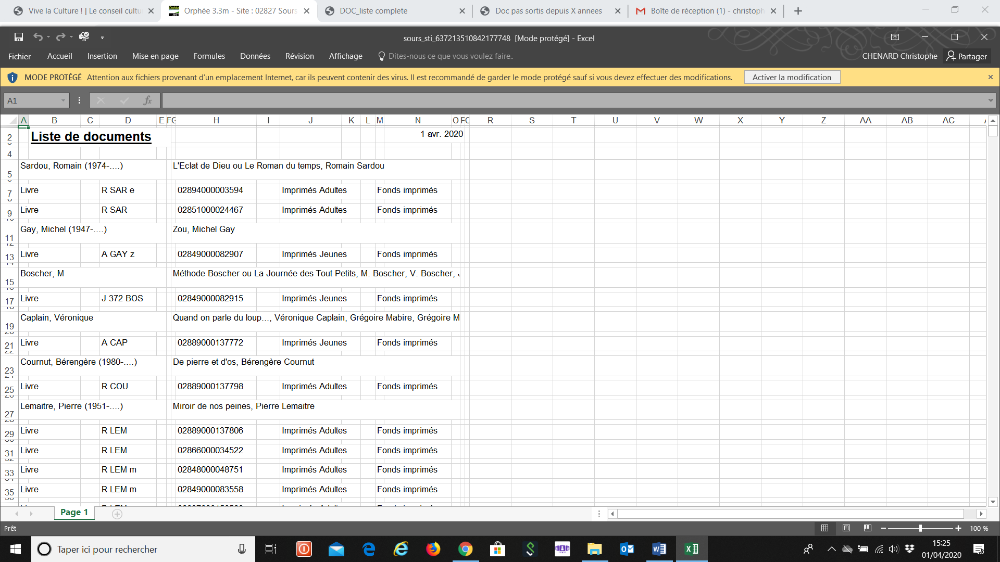 Vive la Culture ! | Le conseil cultu
Orphée 3.3m - Site : 02827 Sours
DOC_liste complete
Doc pas sortis depuis X annees
Boîte de réception (1) - christoph
sours_sti_637213510842177748 [Mode protégé] - Excel
Fichier Accueil Insertion Mise en page Formules Données Révision Affichage Dites-nous ce que vous voulez faire.. CHENARD Christophe Partager
MODE PROTÉGÉ Attention aux fichiers provenant d'un emplacement Internet, car ils peuvent contenir des virus. Il est recommandé de garder le mode protégé sauf si vous devez effectuer des modifications. Activer la modification
A1 fx
A B C D E F G H I J K L M N O P Q R S T U V W X Y Z AA AB AC
2 Liste de documents 1 avr. 2020
4
5 Sardou, Romain (1974-....) L'Eclat de Dieu ou Le Roman du temps, Romain Sardou
7 Livre R SAR e 02894000003594 Imprimés Adultes Fonds imprimés
9 Livre R SAR 02851000024467 Imprimés Adultes Fonds imprimés
11 Gay, Michel (1947-....) Zou, Michel Gay
13 Livre A GAY z 02849000082907 Imprimés Jeunes Fonds imprimés
15 Boscher, M Méthode Boscher ou La Journée des Tout Petits, M. Boscher, V. Boscher,
17 Livre J 372 BOS 02849000082915 Imprimés Jeunes Fonds imprimés
19 Caplain, Véronique Quand on parle du loup..., Véronique Caplain, Grégoire Mabire, Grégoire M
21 Livre A CAP 02889000137772 Imprimés Jeunes Fonds imprimés
23 Cournut, Bérengère (1980-....) De pierre et d'os, Bérengère Cournut
25 Livre R COU 02889000137798 Imprimés Adultes Fonds imprimés
27 Lemaitre, Pierre (1951-....) Miroir de nos peines, Pierre Lemaitre
29 Livre R LEM 02889000137806 Imprimés Adultes Fonds imprimés
31 Livre R LEM 02866000034522 Imprimés Adultes Fonds imprimés
33 Livre R LEM m 02848000048751 Imprimés Adultes Fonds imprimés
35 Livre R LEM m 02849000083558 Imprimés Adultes Fonds imprimés
Page 1
Prêt 100 %
Taper ici pour rechercher
15:25
01/04/2020